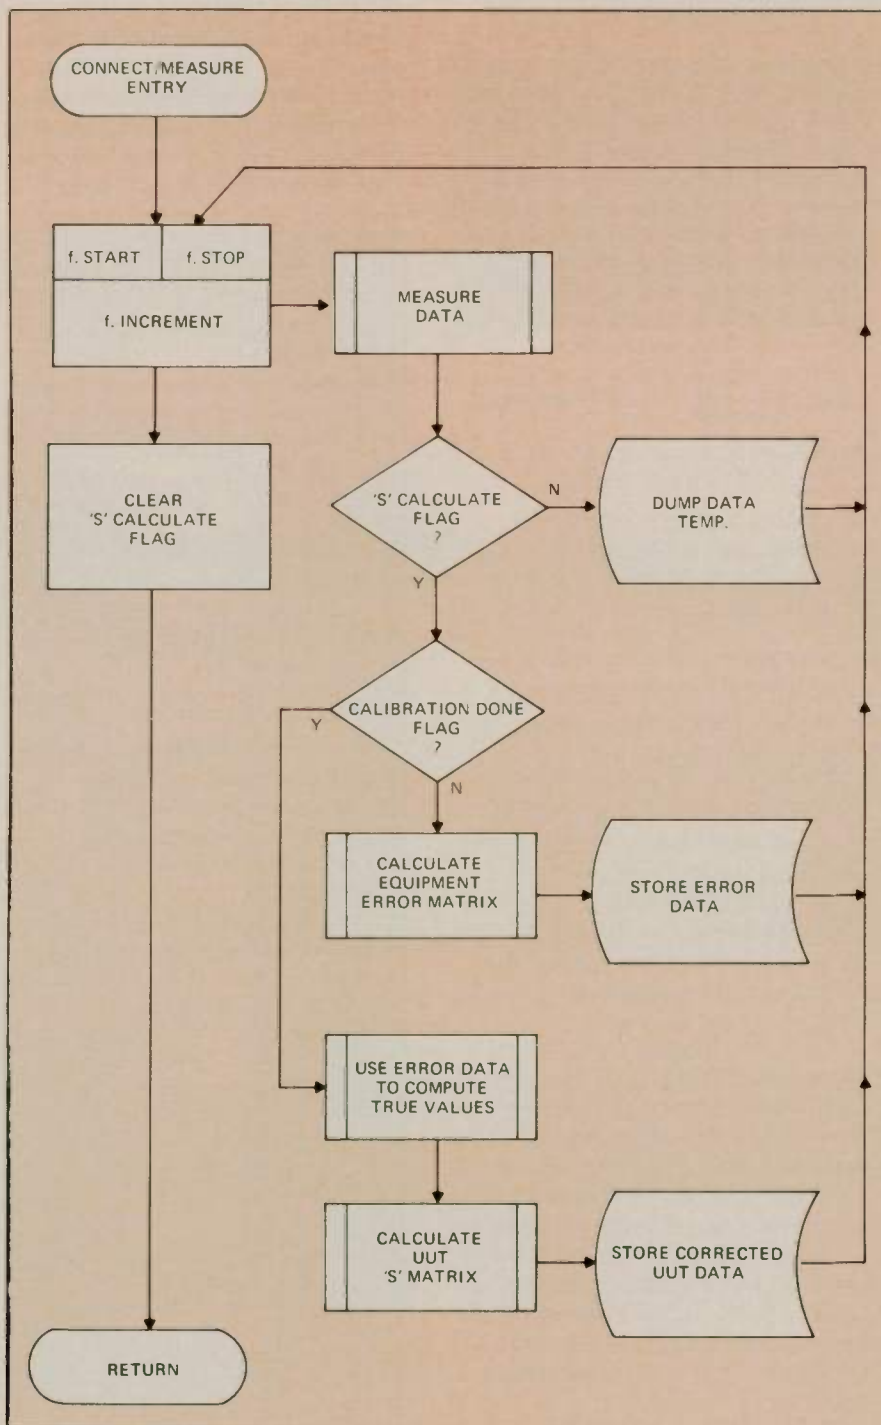 CONNECT/MEASURE
ENTRY
f. START
f. STOP
f. INCREMENT
MEASURE
DATA
CLEAR
'S' CALCULATE
FLAG
'S' CALCULATE
FLAG
?
N
DUMP DATA
TEMP.
Y
CALIBRATION DONE
FLAG
?
Y
N
CALCULATE
EQUIPMENT
ERROR MATRIX
STORE ERROR
DATA
USE ERROR DATA
TO COMPUTE
TRUE VALUES
CALCULATE
UUT
'S' MATRIX
STORE CORRECTED
UUT DATA
RETURN